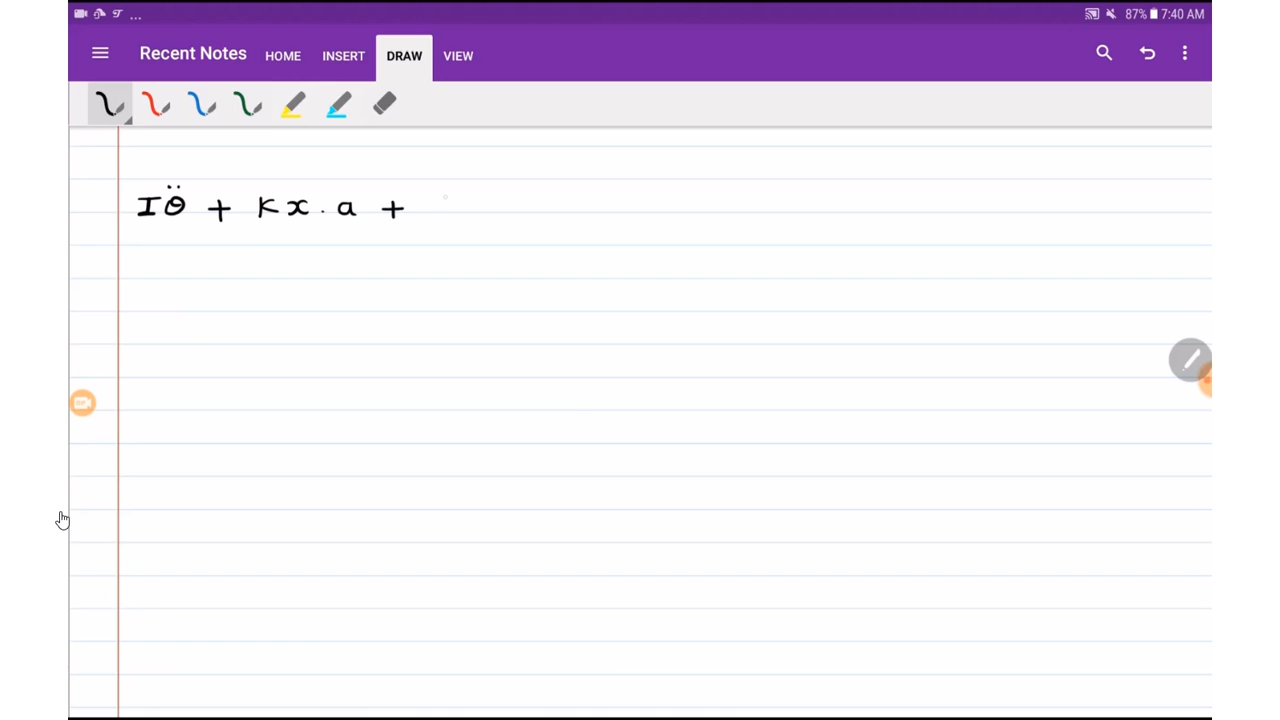 ... 87% 7:40 AM
Recent Notes HOME INSERT DRAW VIEW
Iθ̈ + Kx . a +